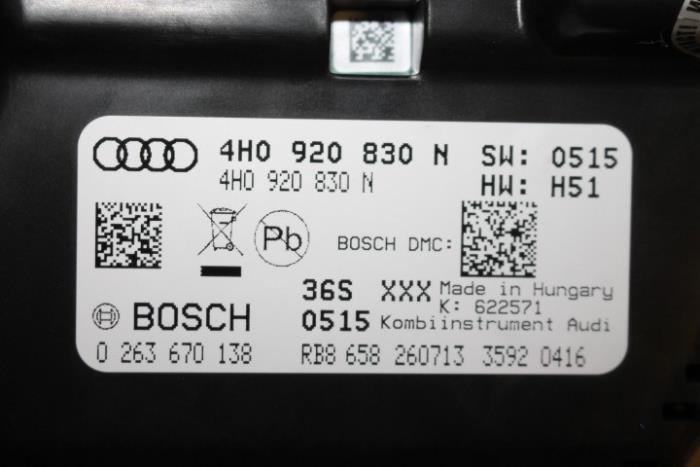 4H0 920 830 N SW: 0515
4H0 920 830 N HW: H51
Pb BOSCH DMC:
36S XXX Made in Hungary
K: 622571
BOSCH 0515 Kombiinstrument Audi
0 263 670 138 RB8 658 260713 3592 0416